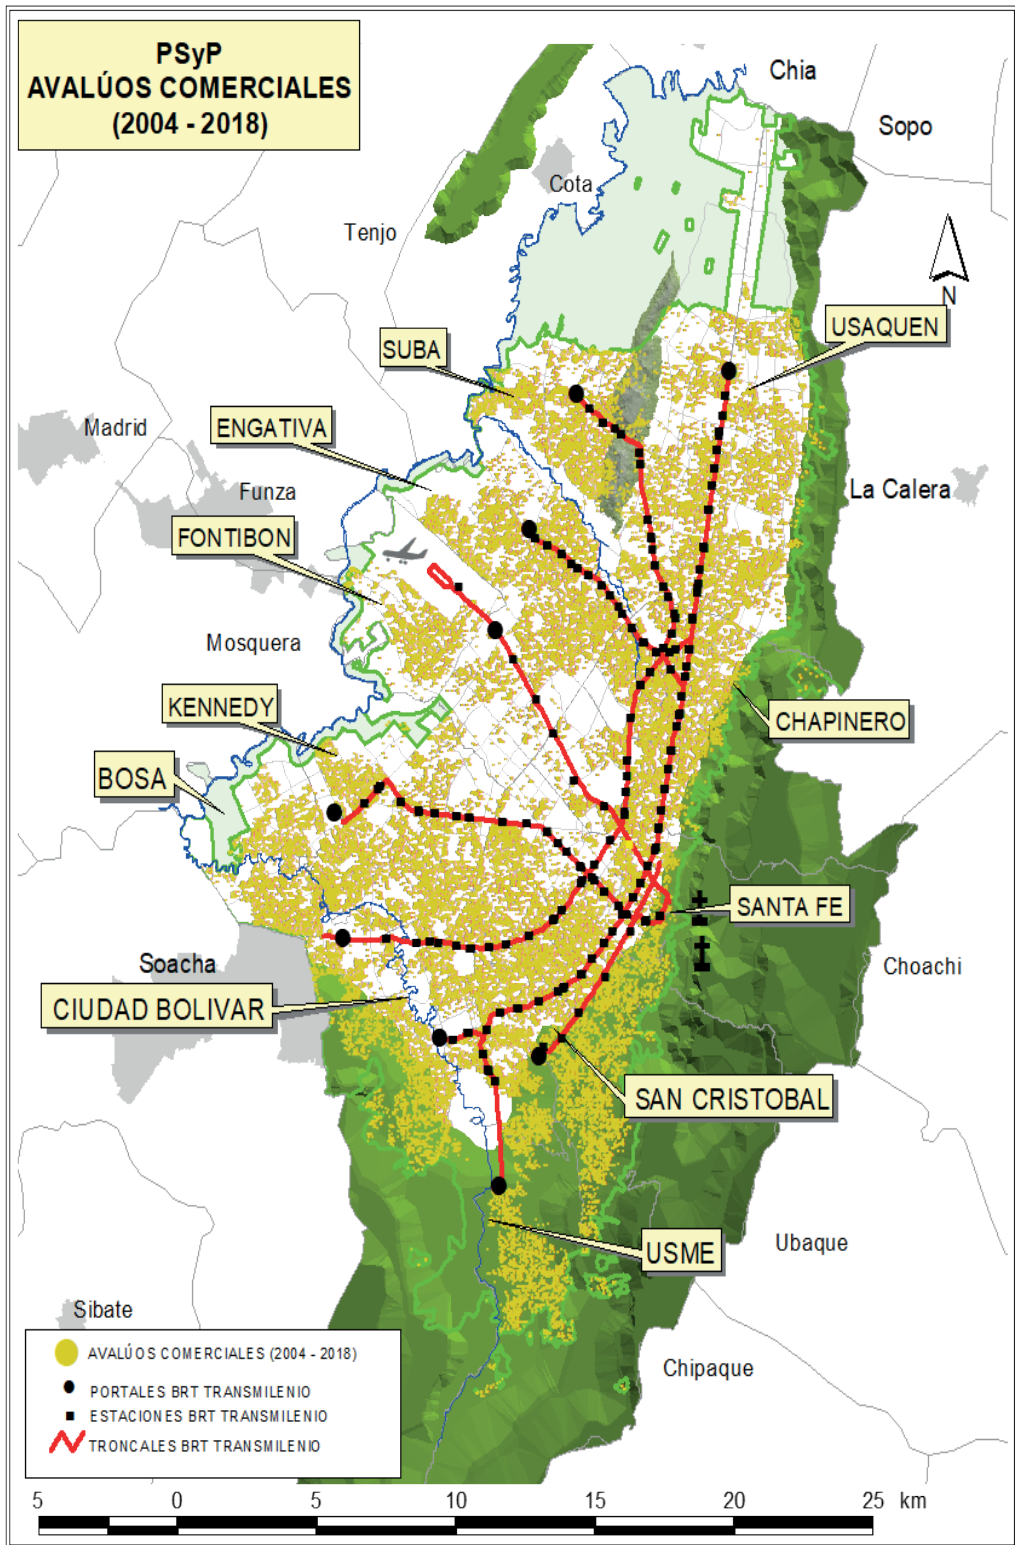 PSyP
AVALÚOS COMERCIALES
(2004 - 2018)
Chia
Sopo
Cota
Tenjo
N
USAQUEN
SUBA
Madrid
ENGATIVA
Funza
La Calera
FONTIBON
Mosquera
KENNEDY
CHAPINERO
BOSA
SANTA FE
Soacha
Choachi
CIUDAD BOLIVAR
SAN CRISTOBAL
Ubaque
USME
Sibate
Chipaque
AVALÚOS COMERCIALES (2004 - 2018)
PORTALES BRT TRANSMILENIO
ESTACIONES BRT TRANSMILENIO
TRONCALES BRT TRANSMILENIO
5 0 5 10 15 20 25 km